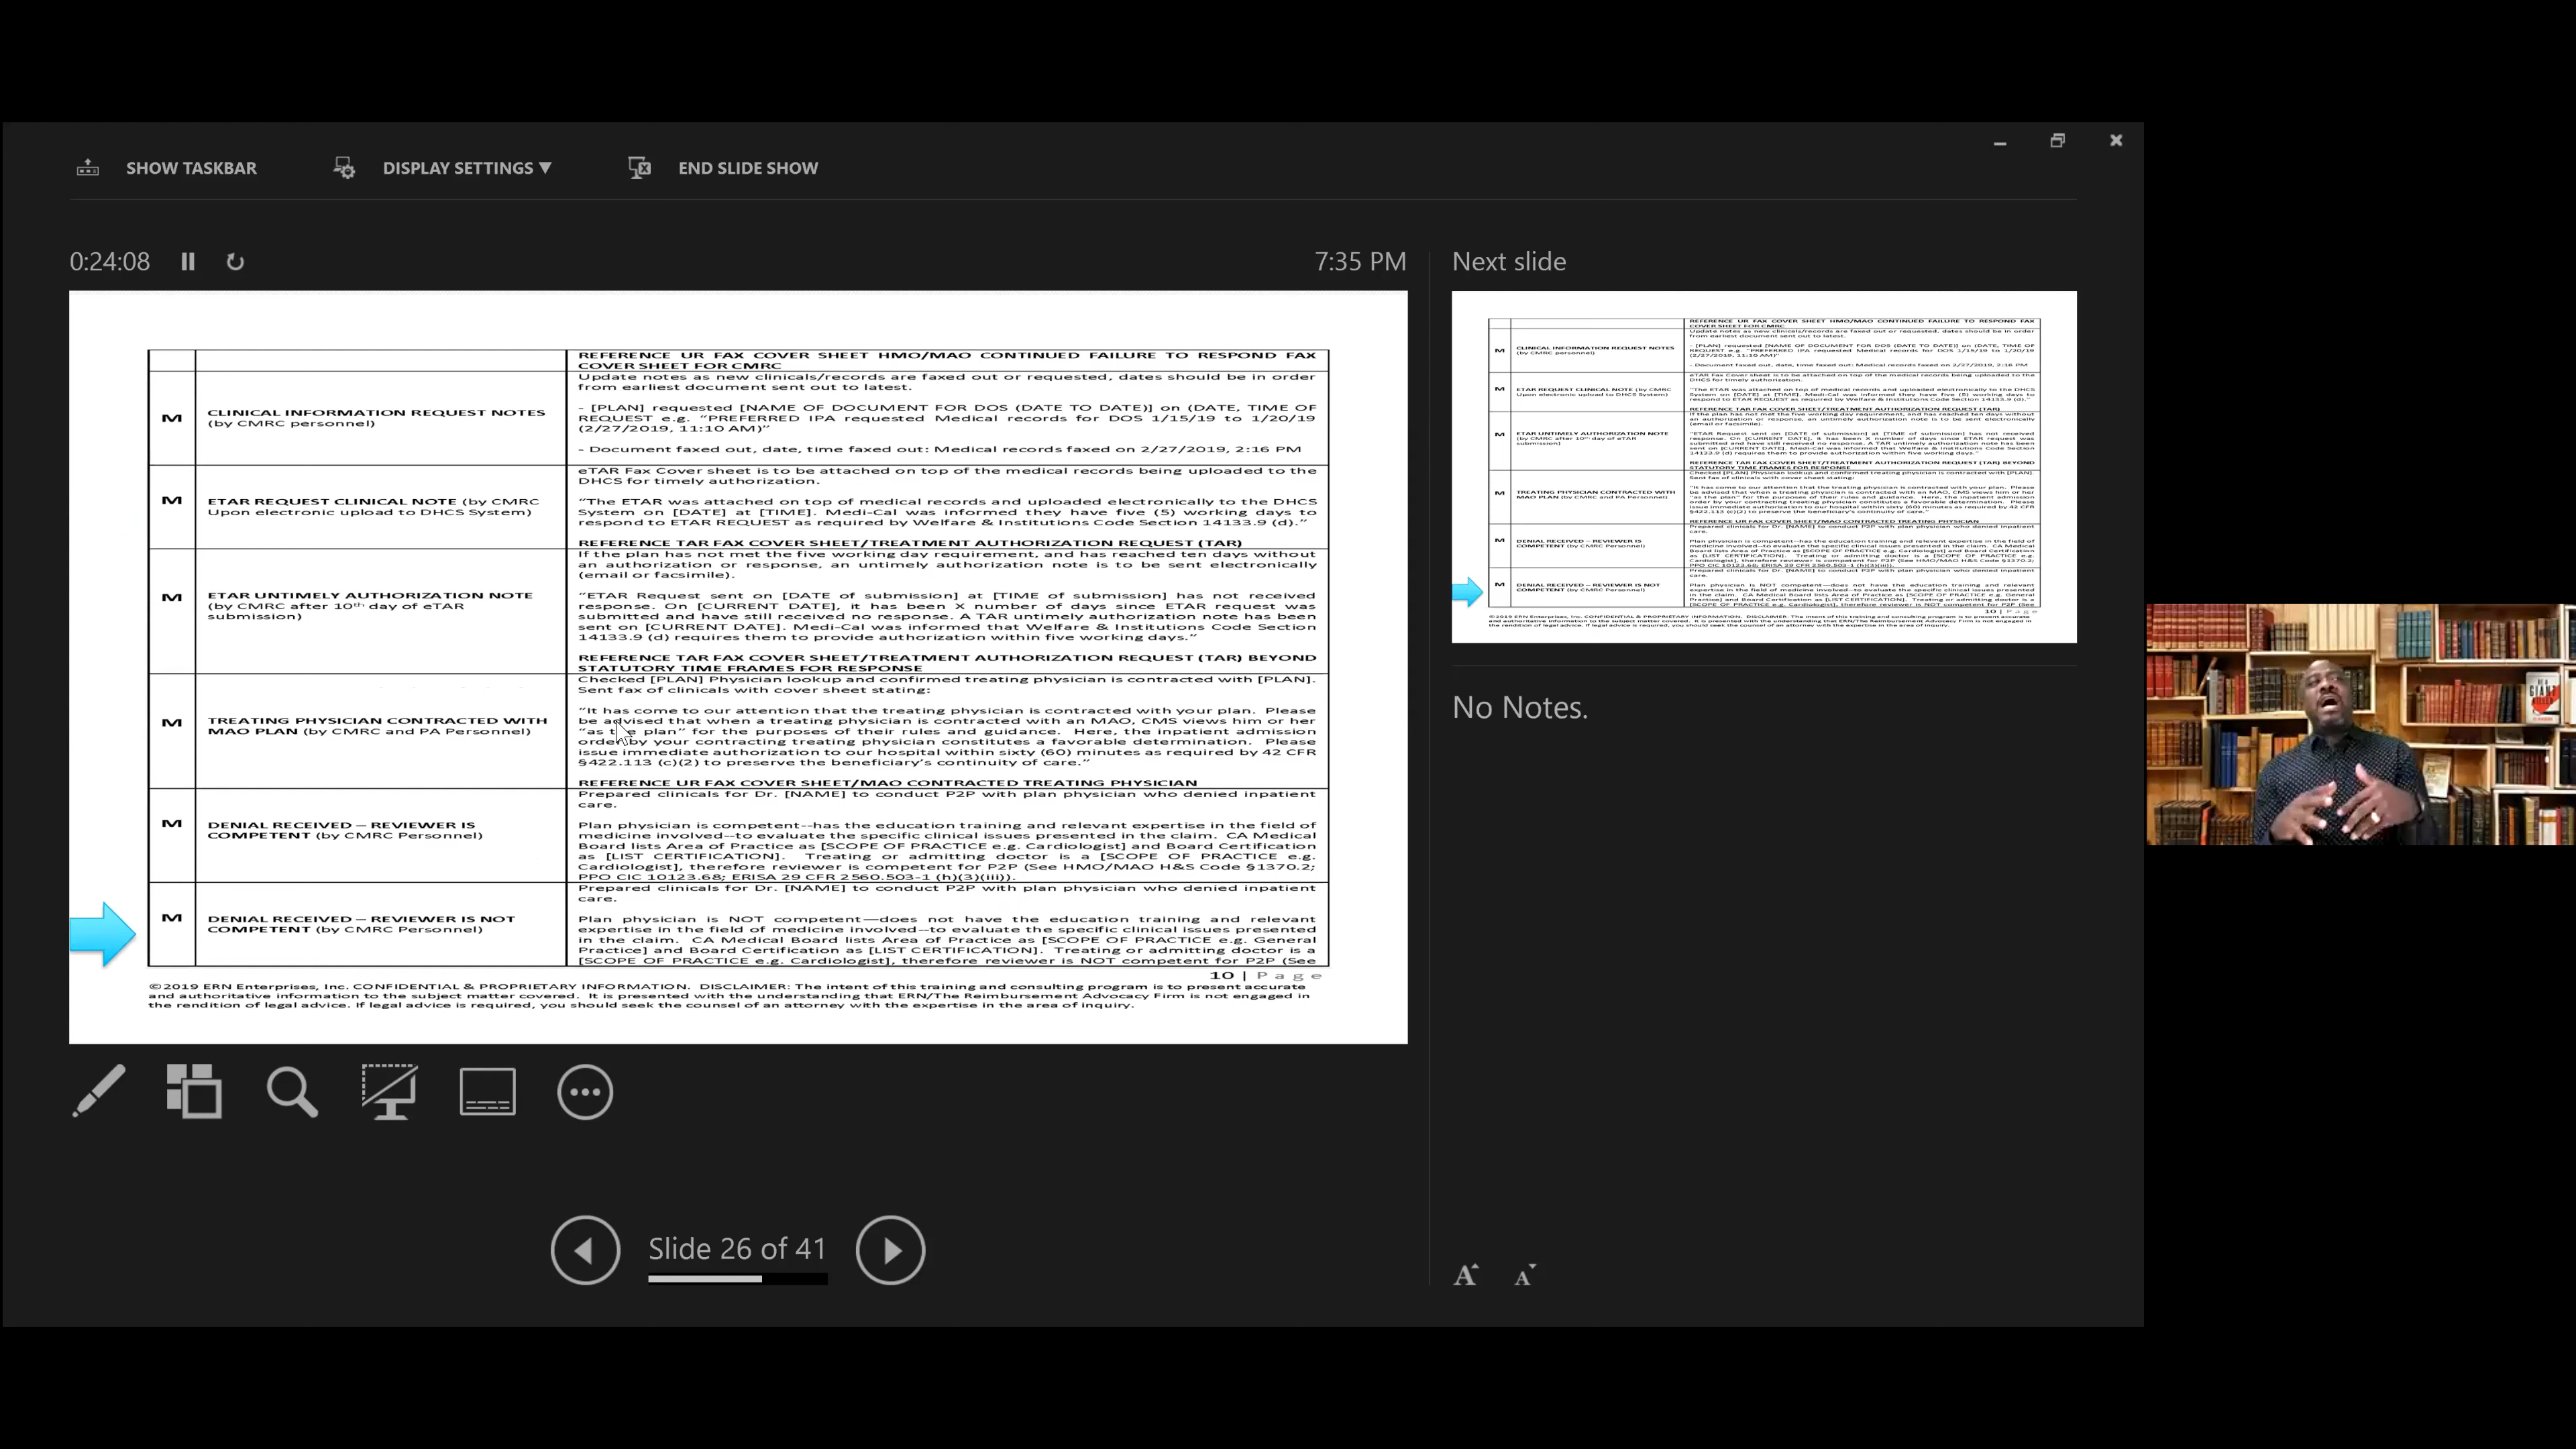 SHOW TASKBAR
DISPLAY SETTINGS ▼
END SLIDE SHOW
0:24:08
7:35 PM
REFERENCE UR FAX COVER SHEET HMO/MAO CONTINUED FAILURE TO RESPOND FAX
COVER SHEET FOR CMRC
M
CLINICAL INFORMATION REQUEST NOTES
(by CMRC personnel)
Update notes as new clinicals/records are faxed out or requested, dates should be in order
from earliest document sent out to latest.
- [PLAN] requested [NAME OF DOCUMENT FOR DOS (DATE TO DATE)] on (DATE, TIME OF
REQUEST e.g. “PREFERRED IPA requested Medical records for DOS 1/15/19 to 1/20/19
(2/27/2019, 11:10 AM)”
- Document faxed out, date, time faxed out: Medical records faxed on 2/27/2019, 2:16 PM
M
ETAR REQUEST CLINICAL NOTE (by CMRC
Upon electronic upload to DHCS System)
eTAR Fax Cover sheet is to be attached on top of the medical records being uploaded to the
DHCS for timely authorization.
“The ETAR was attached on top of medical records and uploaded electronically to the DHCS
System on [DATE] at [TIME]. Medi-Cal was informed they have five (5) working days to
respond to ETAR REQUEST as required by Welfare & Institutions Code Section 14133.9 (d).”
REFERENCE TAR FAX COVER SHEET/TREATMENT AUTHORIZATION REQUEST (TAR)
M
ETAR UNTIMELY AUTHORIZATION NOTE
(by CMRC after 10th day of eTAR
submission)
If the plan has not met the five working day requirement, and has reached ten days without
an authorization or response, an untimely authorization note is to be sent electronically
(email or facsimile).
“ETAR Request sent on [DATE of submission] at [TIME of submission] has not received
response. On [CURRENT DATE], it has been X number of days since ETAR request was
submitted and have still received no response. A TAR untimely authorization note has been
sent on [CURRENT DATE]. Medi-Cal was informed that Welfare & Institutions Code Section
14133.9 (d) requires them to provide authorization within five working days.”
REFERENCE TAR FAX COVER SHEET/TREATMENT AUTHORIZATION REQUEST (TAR) BEYOND
STATUTORY TIME FRAMES FOR RESPONSE
M
TREATING PHYSICIAN CONTRACTED WITH
MAO PLAN (by CMRC and PA Personnel)
Checked [PLAN] Physician lookup and confirmed treating physician is contracted with [PLAN].
Sent fax of clinicals with cover sheet stating:
“It has come to our attention that the treating physician is contracted with your plan. Please
be advised that when a treating physician is contracted with an MAO, CMS views him or her
“as the plan” for the purposes of their rules and guidance. Here, the inpatient admission
order by your contracting treating physician constitutes a favorable determination. Please
issue immediate authorization to our hospital within sixty (60) minutes as required by 42 CFR
§422.113 (c)(2) to preserve the beneficiary’s continuity of care.”
REFERENCE UR FAX COVER SHEET/MAO CONTRACTED TREATING PHYSICIAN
M
DENIAL RECEIVED – REVIEWER IS
COMPETENT (by CMRC Personnel)
Prepared clinicals for Dr. [NAME] to conduct P2P with plan physician who denied inpatient
care.
Plan physician is competent--has the education training and relevant expertise in the field of
medicine involved--to evaluate the specific clinical issues presented in the claim. CA Medical
Board lists Area of Practice as [SCOPE OF PRACTICE e.g. Cardiologist] and Board Certification
as [LIST CERTIFICATION]. Treating or admitting doctor is a [SCOPE OF PRACTICE e.g.
Cardiologist], therefore reviewer is competent for P2P (See HMO/MAO H&S Code §1370.2;
PPO CIC 10123.68; ERISA 29 CFR 2560.503-1 (h)(3)(iii)).
M
DENIAL RECEIVED – REVIEWER IS NOT
COMPETENT (by CMRC Personnel)
Prepared clinicals for Dr. [NAME] to conduct P2P with plan physician who denied inpatient
care.
Plan physician is NOT competent—does not have the education training and relevant
expertise in the field of medicine involved--to evaluate the specific clinical issues presented
in the claim. CA Medical Board lists Area of Practice as [SCOPE OF PRACTICE e.g. General
Practice] and Board Certification as [LIST CERTIFICATION]. Treating or admitting doctor is a
[SCOPE OF PRACTICE e.g. Cardiologist], therefore reviewer is NOT competent for P2P (See
10 | Page
©2019 ERN Enterprises, Inc. CONFIDENTIAL & PROPRIETARY INFORMATION. DISCLAIMER: The intent of this training and consulting program is to present accurate
and authoritative information to the subject matter covered. It is presented with the understanding that ERN/The Reimbursement Advocacy Firm is not engaged in
the rendition of legal advice. If legal advice is required, you should seek the counsel of an attorney with the expertise in the area of inquiry.
Slide 26 of 41
Next slide
No Notes.
GIANT